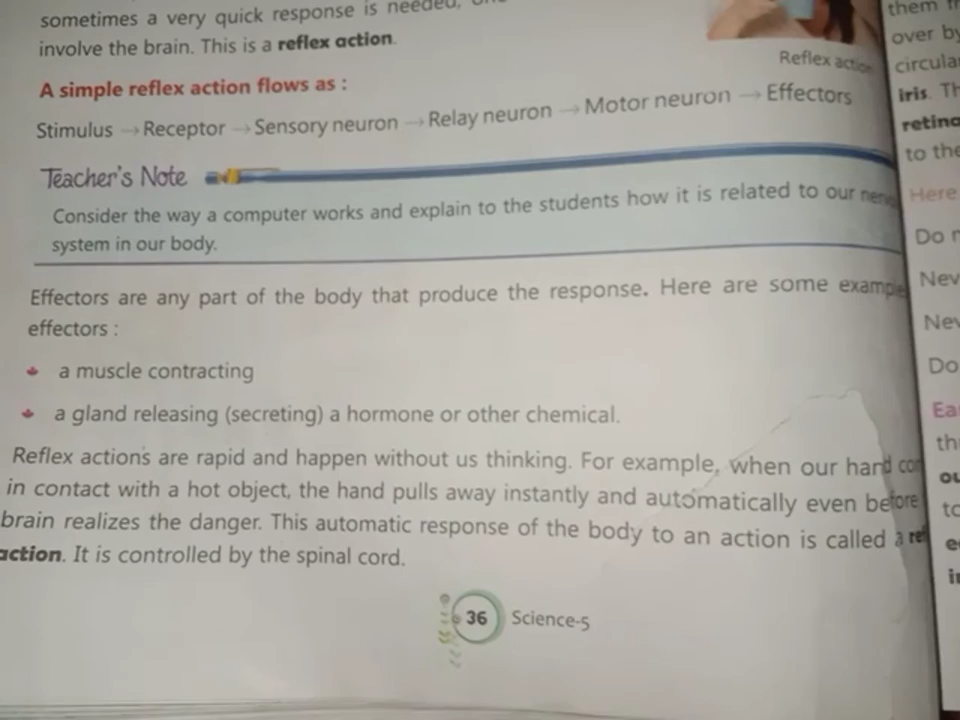 sometimes a very quick response is needed,
involve the brain. This is a reflex action.
Reflex action
A simple reflex action flows as :
Stimulus → Receptor → Sensory neuron → Relay neuron → Motor neuron → Effectors
Teacher's Note
Consider the way a computer works and explain to the students how it is related to our
system in our body.
Effectors are any part of the body that produce the response. Here are some
effectors :
a muscle contracting
a gland releasing (secreting) a hormone or other chemical.
Reflex actions are rapid and happen without us thinking. For example, when our hand
in contact with a hot object, the hand pulls away instantly and automatically even before
brain realizes the danger. This automatic response of the body to an action is called a
action. It is controlled by the spinal cord.
36 Science-5
them
over by
iris.
to the
Here
Do